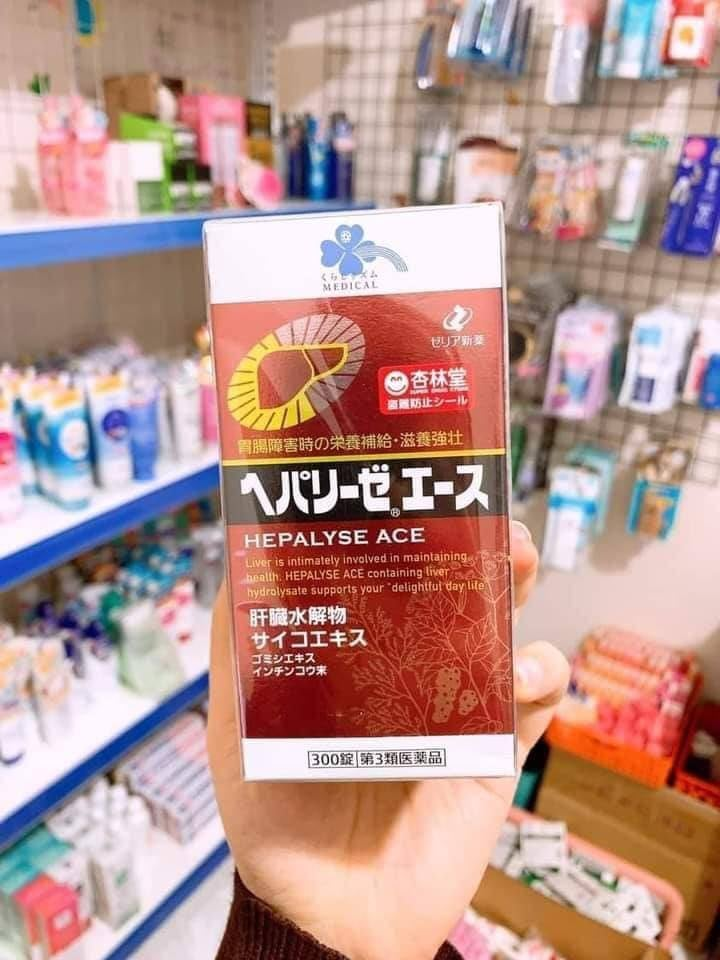 くらしリズム
MEDICAL
ゼリア新薬
杏林堂
SUPER DRUG STORE
盗難防止シール
胃腸障害時の栄養補給・滋養強壮
ヘパリーゼ®エース
HEPALYSE ACE
Liver is intimately involved in maintaining
health. HEPALYSE ACE containing liver
hydrolysate supports your "delightful day life
肝臓水解物
サイコエキス
ゴミシエキス
インチンコウ末
300錠 第3類医薬品